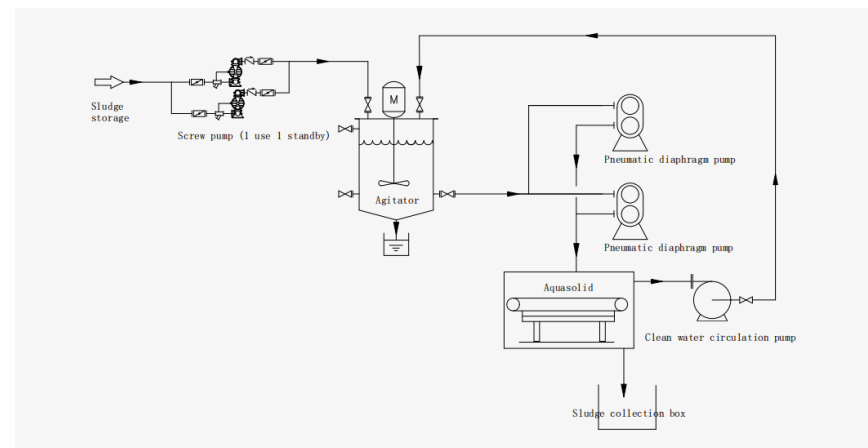 M
Sludge
storage
Screw pump (1 use 1 standby)
Pneumatic diaphragm pump
Agitator
Pneumatic diaphragm pump
Aquasolid
Clean water circulation pump
Sludge collection box